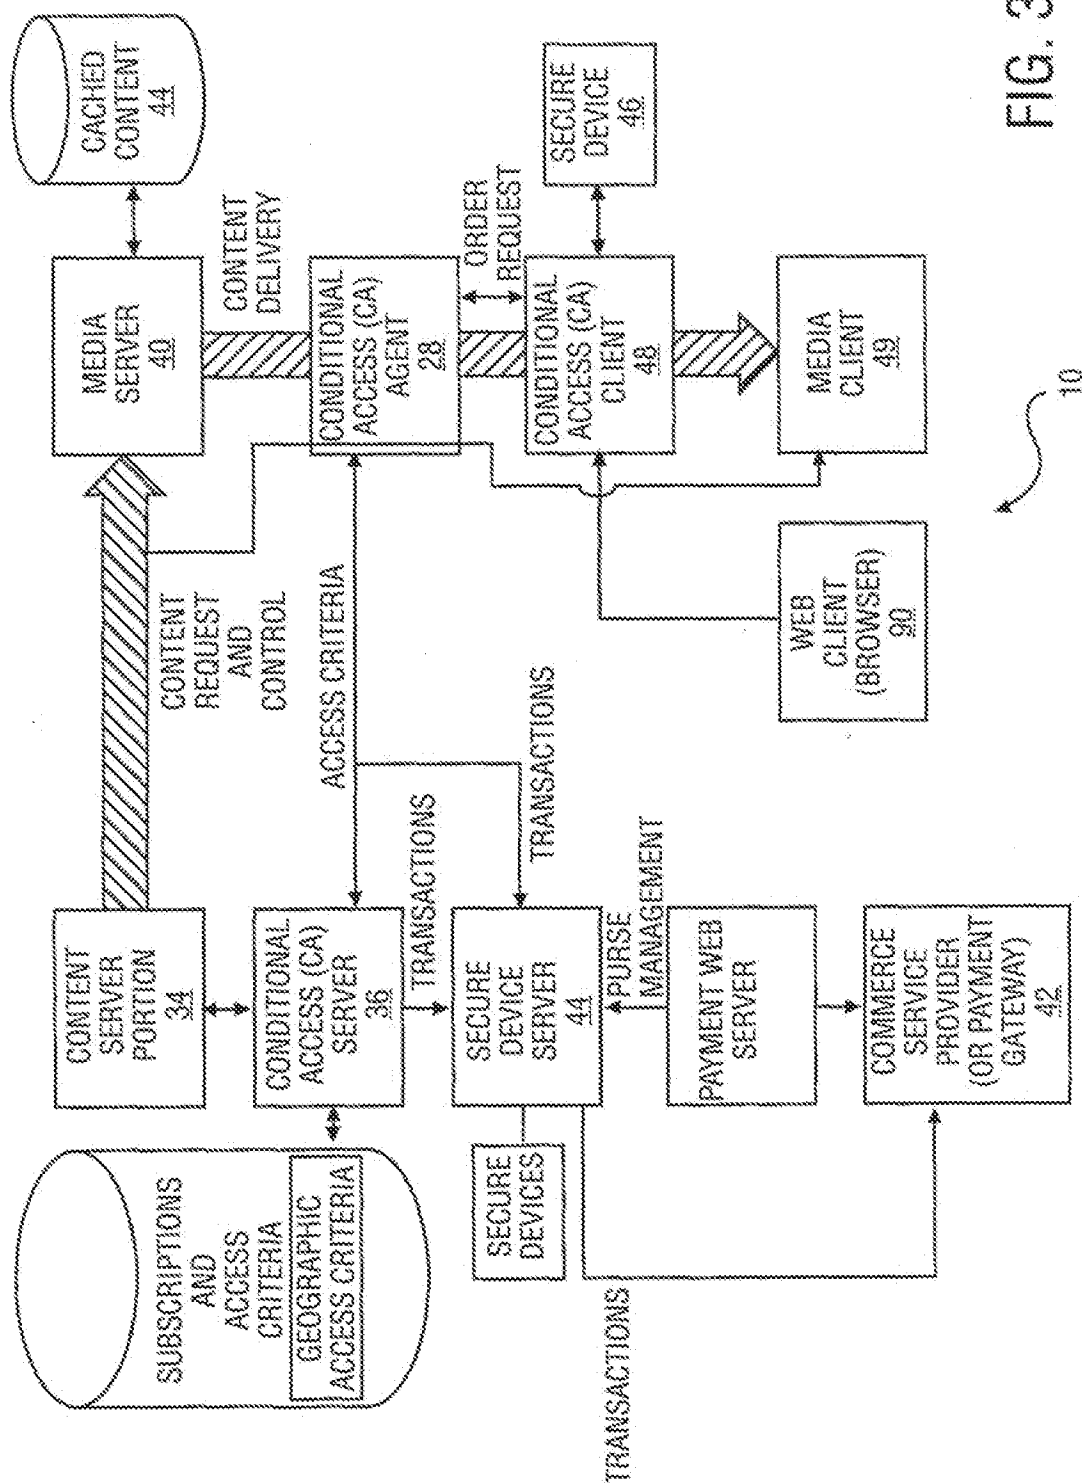 SUBSCRIPTIONS
AND
ACCESS
CRITERIA
GEOGRAPHIC
ACCESS CRITERIA
CONTENT
SERVER
PORTION
34
CONTENT
REQUEST
AND
CONTROL
MEDIA
SERVER
40
CACHED
CONTENT
44
CONTENT
DELIVERY
CONDITIONAL
ACCESS (CA)
SERVER
36
ACCESS CRITERIA
CONDITIONAL
ACCESS (CA)
AGENT
28
TRANSACTIONS
ORDER
REQUEST
SECURE
DEVICES
SECURE
DEVICE
SERVER
44
TRANSACTIONS
CONDITIONAL
ACCESS (CA)
CLIENT
48
SECURE
DEVICE
46
TRANSACTIONS
PURSE
MANAGEMENT
PAYMENT WEB
SERVER
WEB
CLIENT
(BROWSER)
90
MEDIA
CLIENT
49
COMMERCE
SERVICE
PROVIDER
(OR PAYMENT
GATEWAY)
42
10
FIG. 3